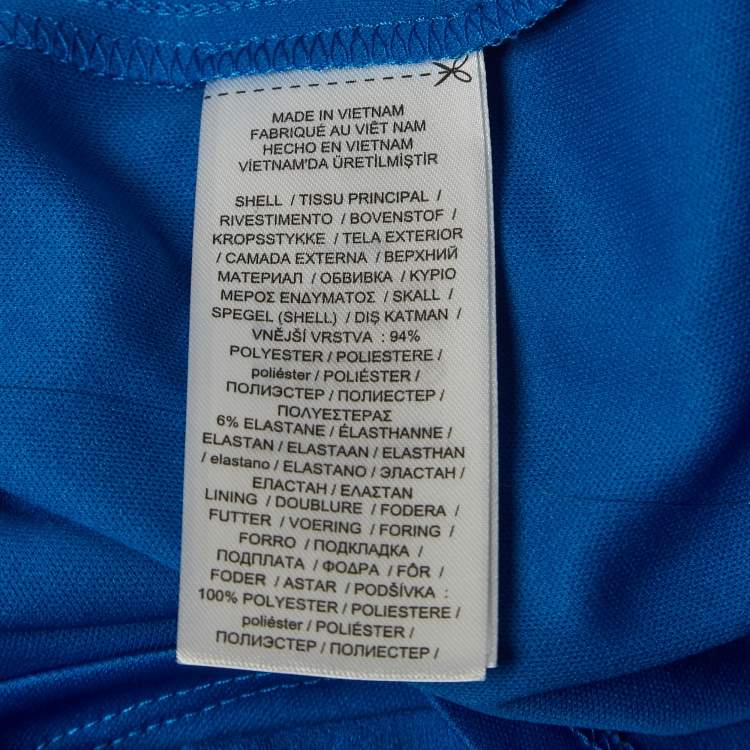 MADE IN VIETNAM
FABRIQUÉ AU VIÊT NAM
HECHO EN VIETNAM
VİETNAM'DA ÜRETİLMİŞTİR
SHELL / TISSU PRINCIPAL /
RIVESTIMENTO / BOVENSTOF /
KROPSSTYKKE / TELA EXTERIOR
/ CAMADA EXTERNA / ВЕРХНИЙ
МАТЕРИАЛ / ОБВИВКА / ΚΥΡΙΟ
ΜΕΡΟΣ ΕΝΔΥΜΑΤΟΣ / SKALL /
SPEGEL (SHELL) / DIŞ KATMAN /
VNĚJŠÍ VRSTVA : 94%
POLYESTER / POLIESTERE /
poliéster / POLIÉSTER /
ПОЛИЭСТЕР / ПОЛИЕСТЕР /
ΠΟΛΥΕΣΤΕΡΑΣ
6% ELASTANE / ÉLASTHANNE /
ELASTAN / ELASTAAN / ELASTHAN
/ elastano / ELASTANO / ЭЛАСТАН /
ЕЛАСТАН / ΕΛΑΣΤΑΝ
LINING / DOUBLURE / FODERA /
FUTTER / VOERING / FORING /
FORRO / ПОДКЛАДКА /
ПОДПЛАТА / ΦΟΔΡΑ / FÔR /
FODER / ASTAR / PODŠÍVKA :
100% POLYESTER / POLIESTERE /
poliéster / POLIÉSTER /
ПОЛИЭСТЕР / ПОЛИЕСТЕР /